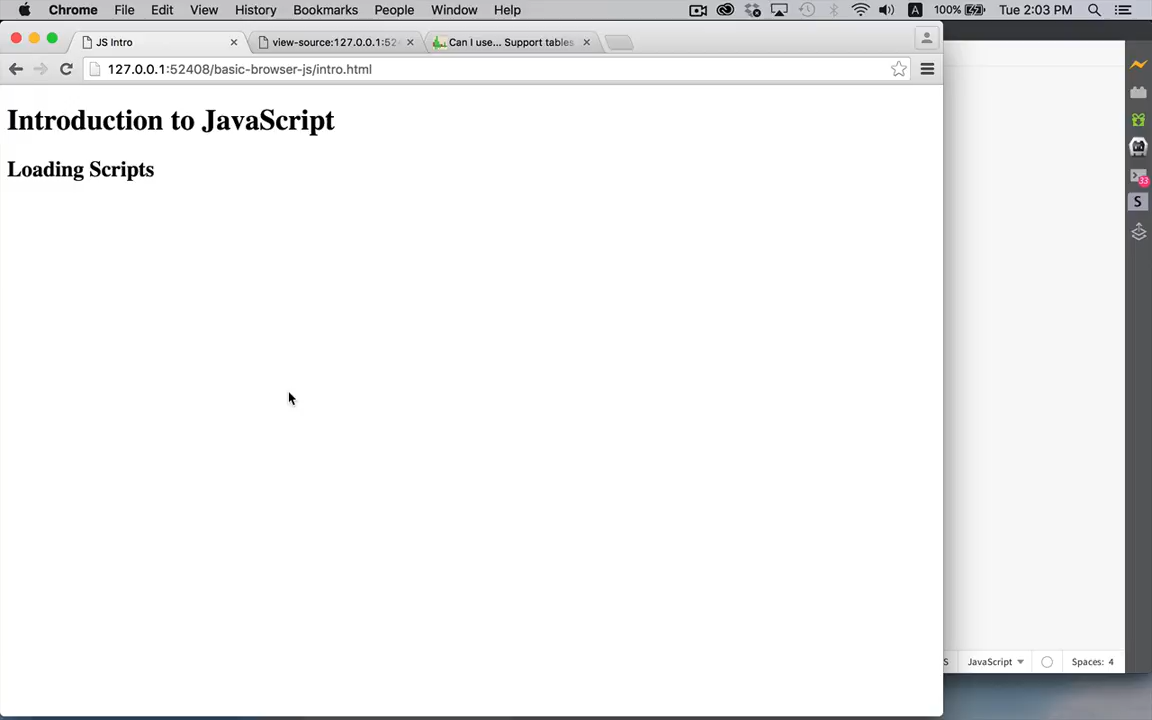 Chrome File Edit View History Bookmarks People Window Help A 100% Tue 2:03 PM
JS Intro view-source:127.0.0.1:524 Can I use... Support tables
127.0.0.1:52408/basic-browser-js/intro.html
Introduction to JavaScript
Loading Scripts
33
S
S JavaScript Spaces: 4